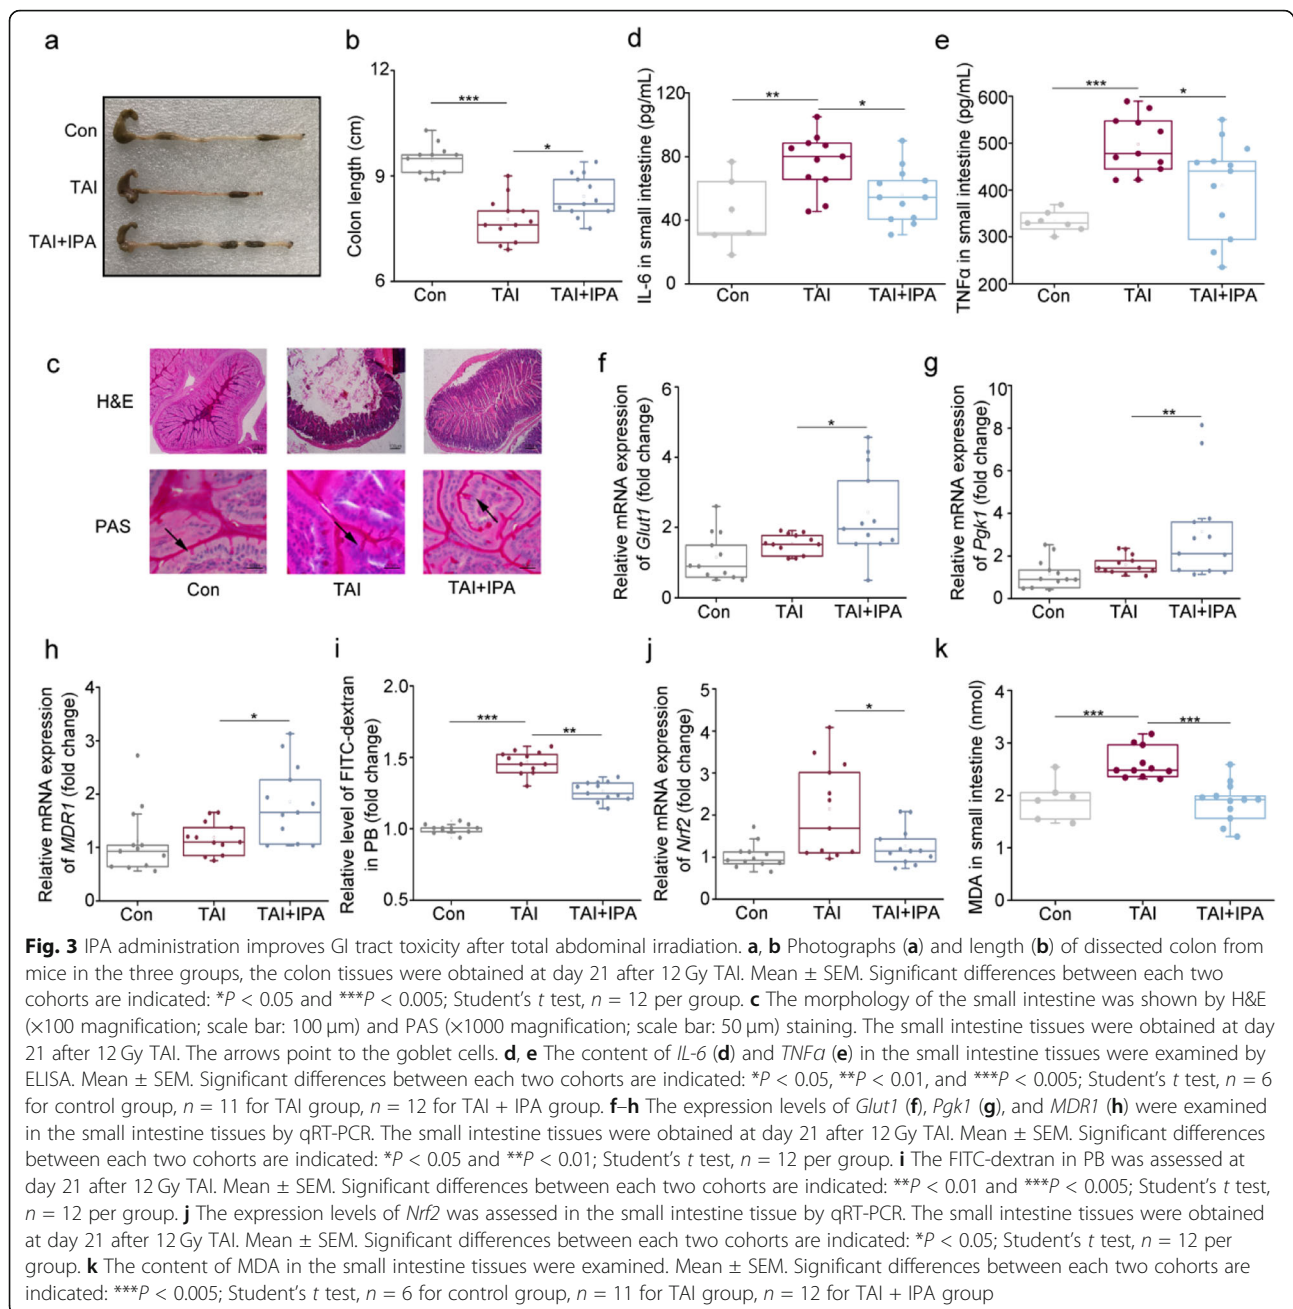 a
Con
TAI
TAI+IPA
b
Colon length (cm)
12
9
6
***
*
Con TAI TAI+IPA
d
IL-6 in small intestine (pg/mL)
120
80
40
0
**
*
Con TAI TAI+IPA
e
TNFα in small intestine (pg/mL)
600
500
400
300
200
***
*
Con TAI TAI+IPA
c
H&E
PAS
Con TAI TAI+IPA
f
Relative mRNA expression
of Glut1 (fold change)
6
4
2
0
*
Con TAI TAI+IPA
g
Relative mRNA expression
of Pgk1 (fold change)
10
8
6
4
2
0
**
Con TAI TAI+IPA
h
Relative mRNA expression
of MDR1 (fold change)
4
3
2
1
0
*
Con TAI TAI+IPA
i
Relative level of FITC-dextran
in PB (fold change)
2.0
1.5
1.0
0.5
***
**
Con TAI TAI+IPA
j
Relative mRNA expression
of Nrf2 (fold change)
5
4
3
2
1
0
*
Con TAI TAI+IPA
k
MDA in small intestine (nmol)
4
3
2
1
0
***
***
Con TAI TAI+IPA
Fig. 3 IPA administration improves GI tract toxicity after total abdominal irradiation. a, b Photographs (a) and length (b) of dissected colon from
mice in the three groups, the colon tissues were obtained at day 21 after 12 Gy TAI. Mean ± SEM. Significant differences between each two
cohorts are indicated: *P < 0.05 and ***P < 0.005; Student's t test, n = 12 per group. c The morphology of the small intestine was shown by H&E
(×100 magnification; scale bar: 100 μm) and PAS (×1000 magnification; scale bar: 50 μm) staining. The small intestine tissues were obtained at day
21 after 12 Gy TAI. The arrows point to the goblet cells. d, e The content of IL-6 (d) and TNFα (e) in the small intestine tissues were examined by
ELISA. Mean ± SEM. Significant differences between each two cohorts are indicated: *P < 0.05, **P < 0.01, and ***P < 0.005; Student's t test, n = 6
for control group, n = 11 for TAI group, n = 12 for TAI + IPA group. f–h The expression levels of Glut1 (f), Pgk1 (g), and MDR1 (h) were examined
in the small intestine tissues by qRT-PCR. The small intestine tissues were obtained at day 21 after 12 Gy TAI. Mean ± SEM. Significant differences
between each two cohorts are indicated: *P < 0.05 and **P < 0.01; Student's t test, n = 12 per group. i The FITC-dextran in PB was assessed at
day 21 after 12 Gy TAI. Mean ± SEM. Significant differences between each two cohorts are indicated: **P < 0.01 and ***P < 0.005; Student's t test,
n = 12 per group. j The expression levels of Nrf2 was assessed in the small intestine tissue by qRT-PCR. The small intestine tissues were obtained
at day 21 after 12 Gy TAI. Mean ± SEM. Significant differences between each two cohorts are indicated: *P < 0.05; Student's t test, n = 12 per
group. k The content of MDA in the small intestine tissues were examined. Mean ± SEM. Significant differences between each two cohorts are
indicated: ***P < 0.005; Student's t test, n = 6 for control group, n = 11 for TAI group, n = 12 for TAI + IPA group